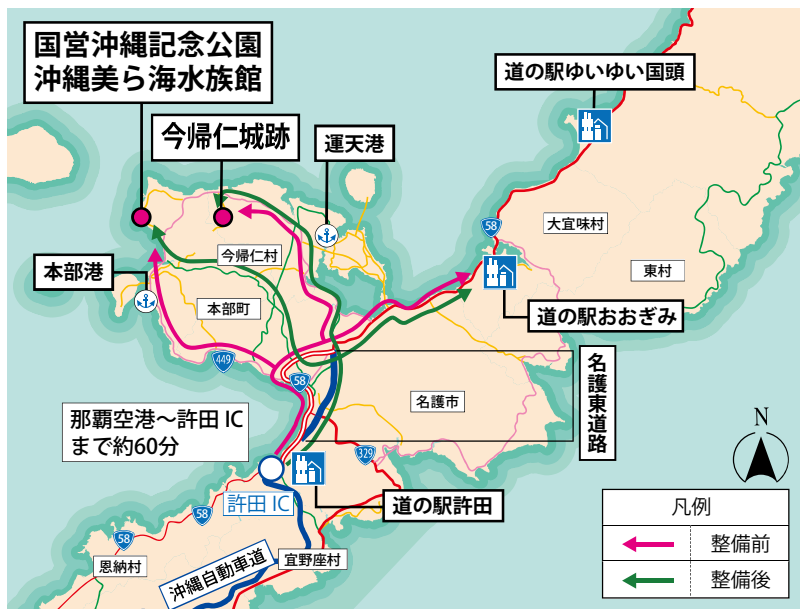 国営沖縄記念公園
沖縄美ら海水族館
道の駅ゆいゆい国頭
今帰仁城跡
運天港
58
大宜味村
今帰仁村
東村
本部港
本部町
道の駅おおぎみ
449
58
名護東道路
名護市
那覇空港～許田 IC
まで約60分
N
329
許田 IC
道の駅許田
凡例
58
整備前
58
恩納村
沖縄自動車道
宜野座村
整備後